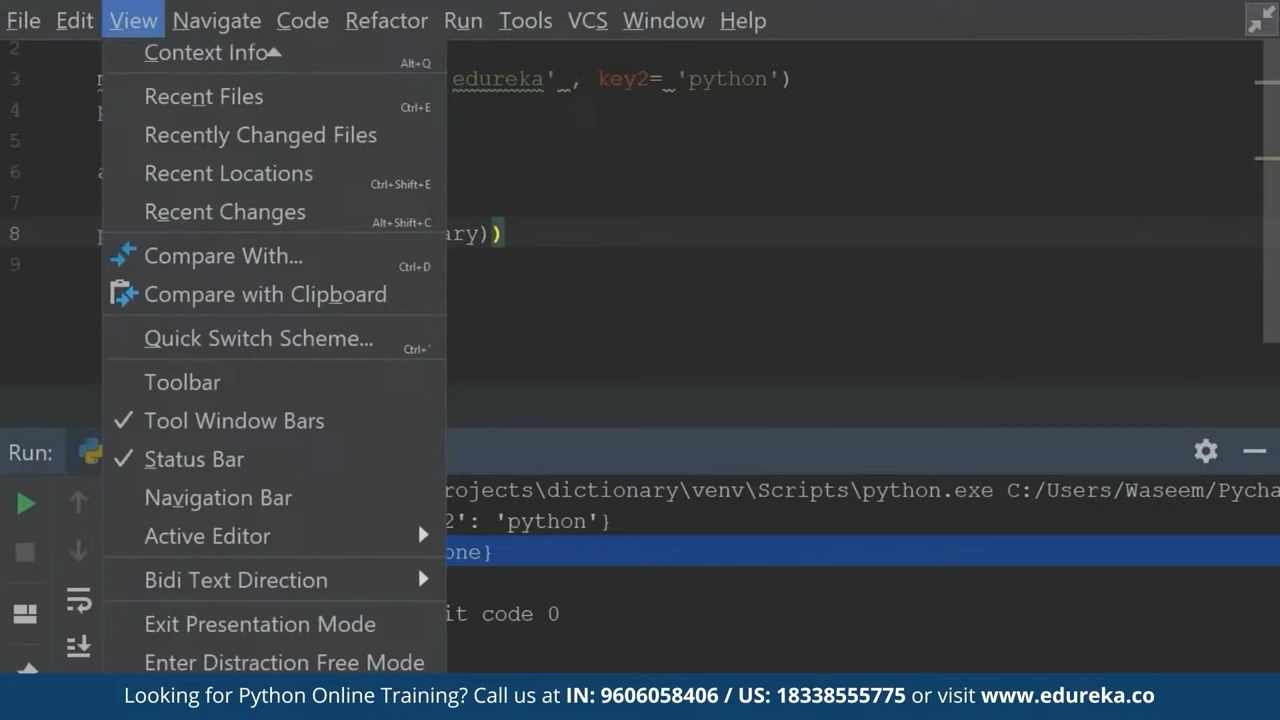 File Edit View Navigate Code Refactor Run Tools VCS Window Help
2
Context Info
Alt+Q
3 edureka' , key2= 'python')
Recent Files Ctrl+E
4
Recently Changed Files
5
Recent Locations Ctrl+Shift+E
6
7
Recent Changes Alt+Shift+C
8 ary))
Compare With... Ctrl+D
9
Compare with Clipboard
Quick Switch Scheme... Ctrl+`
Toolbar
Tool Window Bars
Run:
Status Bar
Navigation Bar rojects\dictionary\venv\Scripts\python.exe C:/Users/Waseem/Pycha
2': 'python'}
Active Editor
one}
Bidi Text Direction
it code 0
Exit Presentation Mode
Enter Distraction Free Mode
Looking for Python Online Training? Call us at IN: 9606058406 / US: 18338555775 or visit www.edureka.co